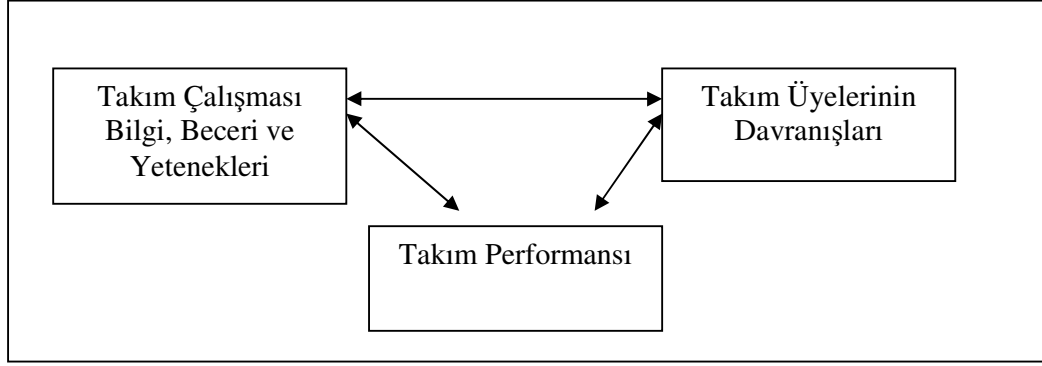 Takım Çalışması
Bilgi, Beceri ve
Yetenekleri
Takım Üyelerinin
Davranışları
Takım Performansı